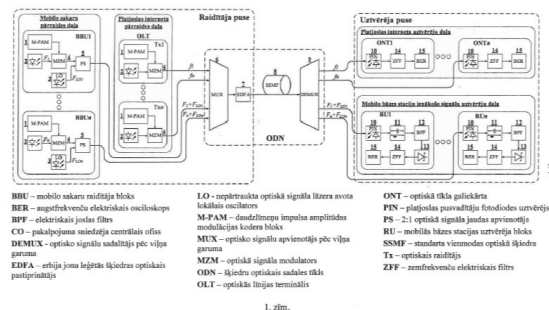 Mobilo sakaru
pārraides daļa
Platjoslas interneta
pārraides daļa
Raidītāja puse
Uztvērēja puse
Platjoslas interneta uztvērēja daļa
BBU1
OLT
Tx1
ONT1
ONTn
M-PAM
MZM
LO
PS
BBUn
Txn
MUX
EDFA
SSMF
DEMUX
ODN
PIN
ZFF
BER
Mobilo bāzes staciju ienākošo signālu uztvērēja daļa
RU1
RUn
BPF
BBU – mobilo sakaru raidītāja bloks
BER – augstfrekvenču elektriskais osciloskops
BPF – elektriskais joslas filtrs
CO – pakalpojuma sniedzēja centrālais ofiss
DEMUX - optisko signālu sadalītājs pēc viļņa
garuma
EDFA – erbija jonu leģētās šķiedras optiskais
pastiprinātājs
LO - nepārtraukta optiskā signāla lāzera avota
lokālais oscilators
M-PAM – daudzlīmeņu impulsa amplitūdas
modulācijas kodera bloks
MUX – optisko signālu apvienotājs pēc viļņa
garuma
MZM – optiskā signāla modulators
ODN – šķiedru optiskais sadales tīkls
OLT – optiskās līnijas terminālis
ONT – optiskā tīkla galiekārta
PIN – platjoslas pusvadītāju fotodiodes uztvērējs
PS – 2:1 optiskā signāla jaudas apvienotājs
RU – mobilās bāzes stacijas uztvērēja bloks
SSMF – standarta vienmodas optiskā šķiedra
Tx – optiskais raidītājs
ZFF – zemfrekvenču elektriskais filtrs
1. zīm.